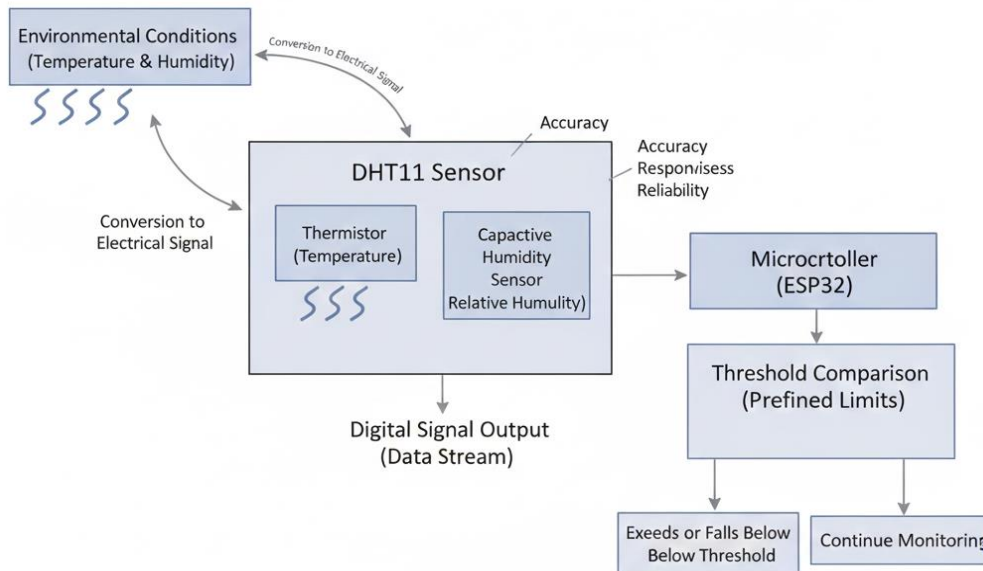 Environmental Conditions
(Temperature & Humidity)
Conversion to Electrical Signal
Accuracy
Accuracy
Responvisess
Reliability
DHT11 Sensor
Conversion to
Electrical Signal
Thermistor
(Temperature)
Capactive
Humidity
Sensor
Relative Humulity)
Microcrtoller
(ESP32)
Threshold Comparison
(Prefined Limits)
Digital Signal Output
(Data Stream)
Exeeds or Falls Below
Below Threshold
Continue Monitoring